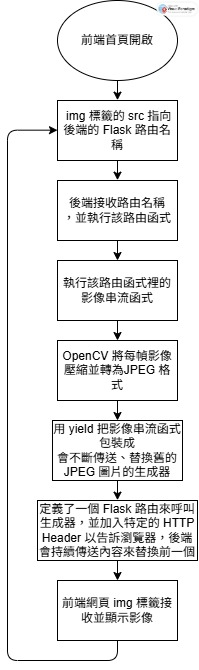 Visual Paradigm
前端首頁開啟
img 標籤的 src 指向
後端的 Flask 路由名
稱
後端接收路由名稱
，並執行該路由函式
執行該路由函式裡的
影像串流函式
OpenCV 將每幀影像
壓縮並轉為JPEG 格
式
用 yield 把影像串流函式
包裝成
會不斷傳送、替換舊的
JPEG 圖片的生成器
定義了一個 Flask 路由來呼叫
生成器，並加入特定的 HTTP
Header 以告訴瀏覽器，後端
會持續傳送內容來替換前一個
前端網頁 img 標籤接
收並顯示影像